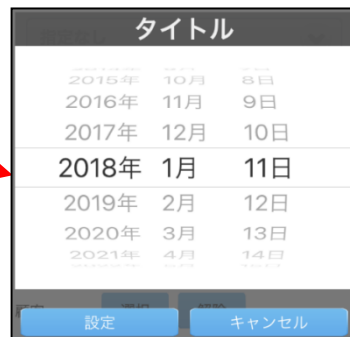 タイトル
2015年 10月 8日
2016年 11月 9日
2017年 12月 10日
2018年 1月 11日
2019年 2月 12日
2020年 3月 13日
2021年 4月 14日
設定 キャンセル